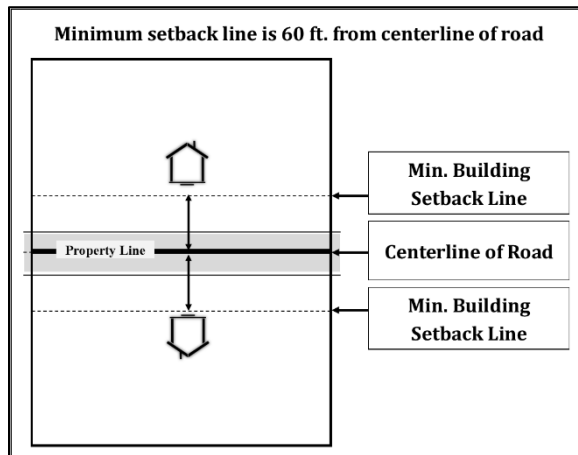 Minimum setback line is 60 ft. from centerline of road
Min. Building
Setback Line
Property Line
Centerline of Road
Min. Building
Setback Line